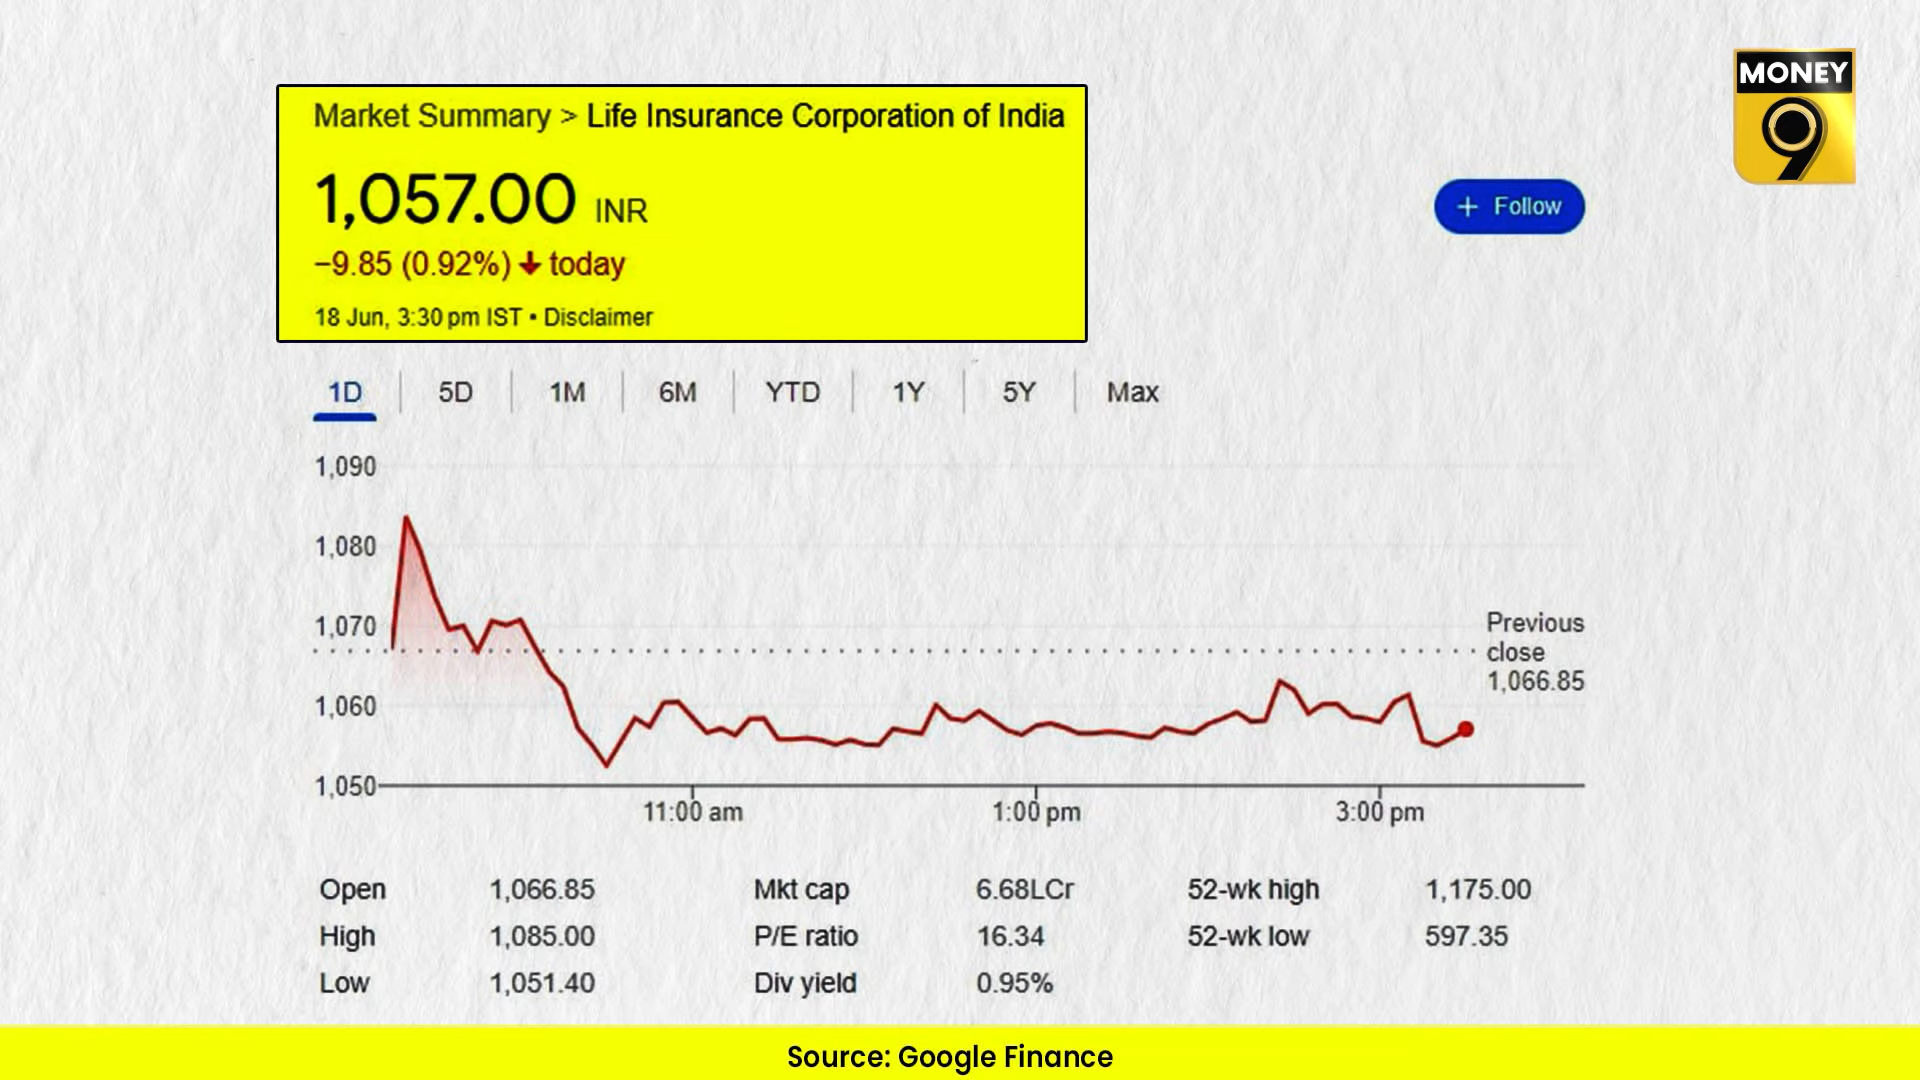 MONEY
9
Market Summary > Life Insurance Corporation of India
1,057.00 INR
−9.85 (0.92%) today
18 Jun, 3:30 pm IST • Disclaimer
+ Follow
1D 5D 1M 6M YTD 1Y 5Y Max
1,090
1,080
1,070
1,060
1,050
Previous
close
1,066.85
11:00 am 1:00 pm 3:00 pm
Open 1,066.85 Mkt cap 6.68LCr 52-wk high 1,175.00
High 1,085.00 P/E ratio 16.34 52-wk low 597.35
Low 1,051.40 Div yield 0.95%
Source: Google Finance